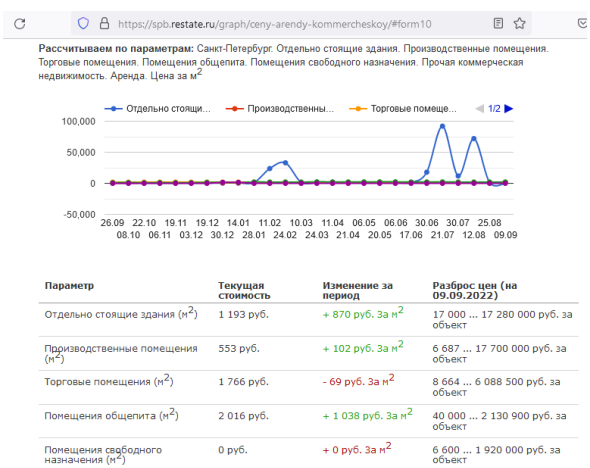 https://spb.restate.ru/graph/ceny-arendy-kommercheskoy/#form10
Рассчитываем по параметрам: Санкт-Петербург. Отдельно стоящие здания. Производственные помещения.
Торговые помещения. Помещения общепита. Помещения свободного назначения. Прочая коммерческая
недвижимость. Аренда. Цена за м2
Отдельно стоящи... Производственны... Торговые помеще... 1/2
100,000
50,000
0
-50,000
26.09 22.10 19.11 19.12 14.01 11.02 10.03 11.04 06.05 06.06 30.06 30.07 25.08
08.10 06.11 03.12 30.12 28.01 24.02 24.03 21.04 20.05 17.06 21.07 12.08 09.09
Параметр Текущая стоимость Изменение за период Разброс цен (на 09.09.2022)
Отдельно стоящие здания (м2) 1 193 руб. + 870 руб. За м2 17 000 ... 17 280 000 руб. за объект
Производственные помещения (м2) 553 руб. + 102 руб. За м2 6 687 ... 17 700 000 руб. за объект
Торговые помещения (м2) 1 766 руб. - 69 руб. За м2 8 664 ... 6 088 500 руб. за объект
Помещения общепита (м2) 2 016 руб. + 1 038 руб. За м2 40 000 ... 2 130 900 руб. за объект
Помещения свободного назначения (м2) 0 руб. + 0 руб. За м2 6 600 ... 1 920 000 руб. за объект